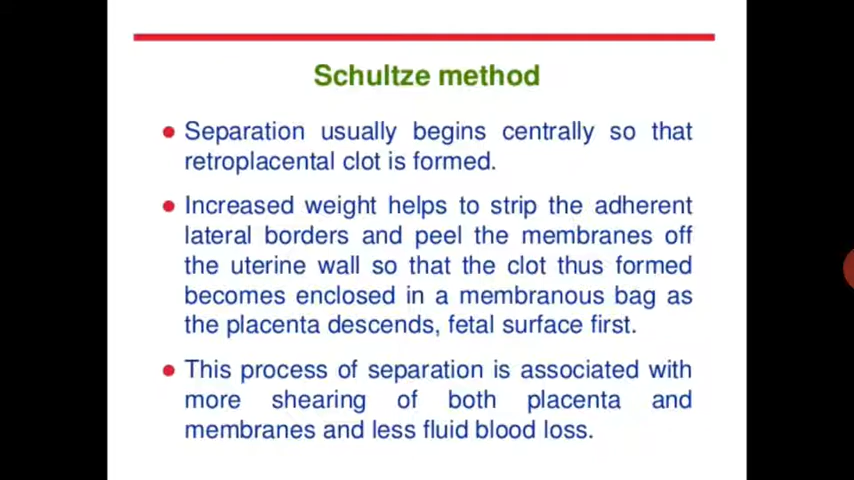 Schultze method
● Separation usually begins centrally so that
retroplacental clot is formed.
● Increased weight helps to strip the adherent
lateral borders and peel the membranes off
the uterine wall so that the clot thus formed
becomes enclosed in a membranous bag as
the placenta descends, fetal surface first.
● This process of separation is associated with
more shearing of both placenta and
membranes and less fluid blood loss.